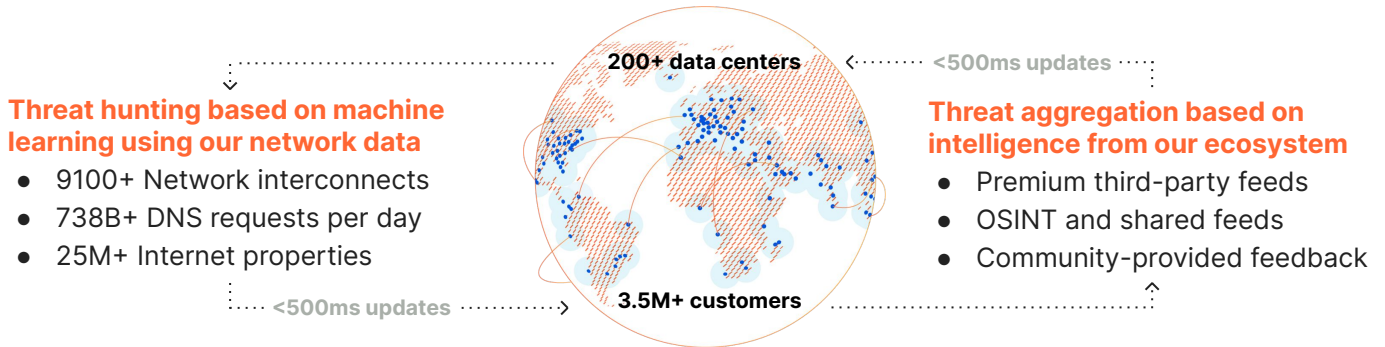 200+ data centers
<500ms updates
Threat hunting based on machine
learning using our network data
● 9100+ Network interconnects
● 738B+ DNS requests per day
● 25M+ Internet properties
Threat aggregation based on
intelligence from our ecosystem
● Premium third-party feeds
● OSINT and shared feeds
● Community-provided feedback
<500ms updates
3.5M+ customers